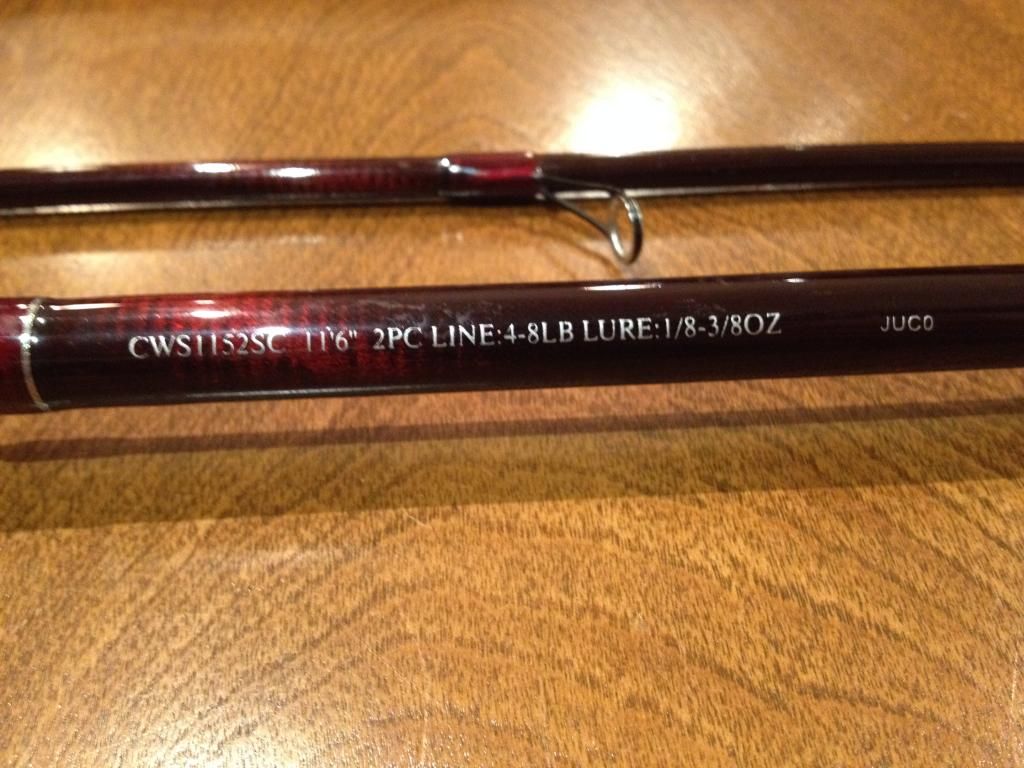 CWS1152SC 11'6" 2PC LINE:4-8LB LURE:1/8-3/8OZ JUCO